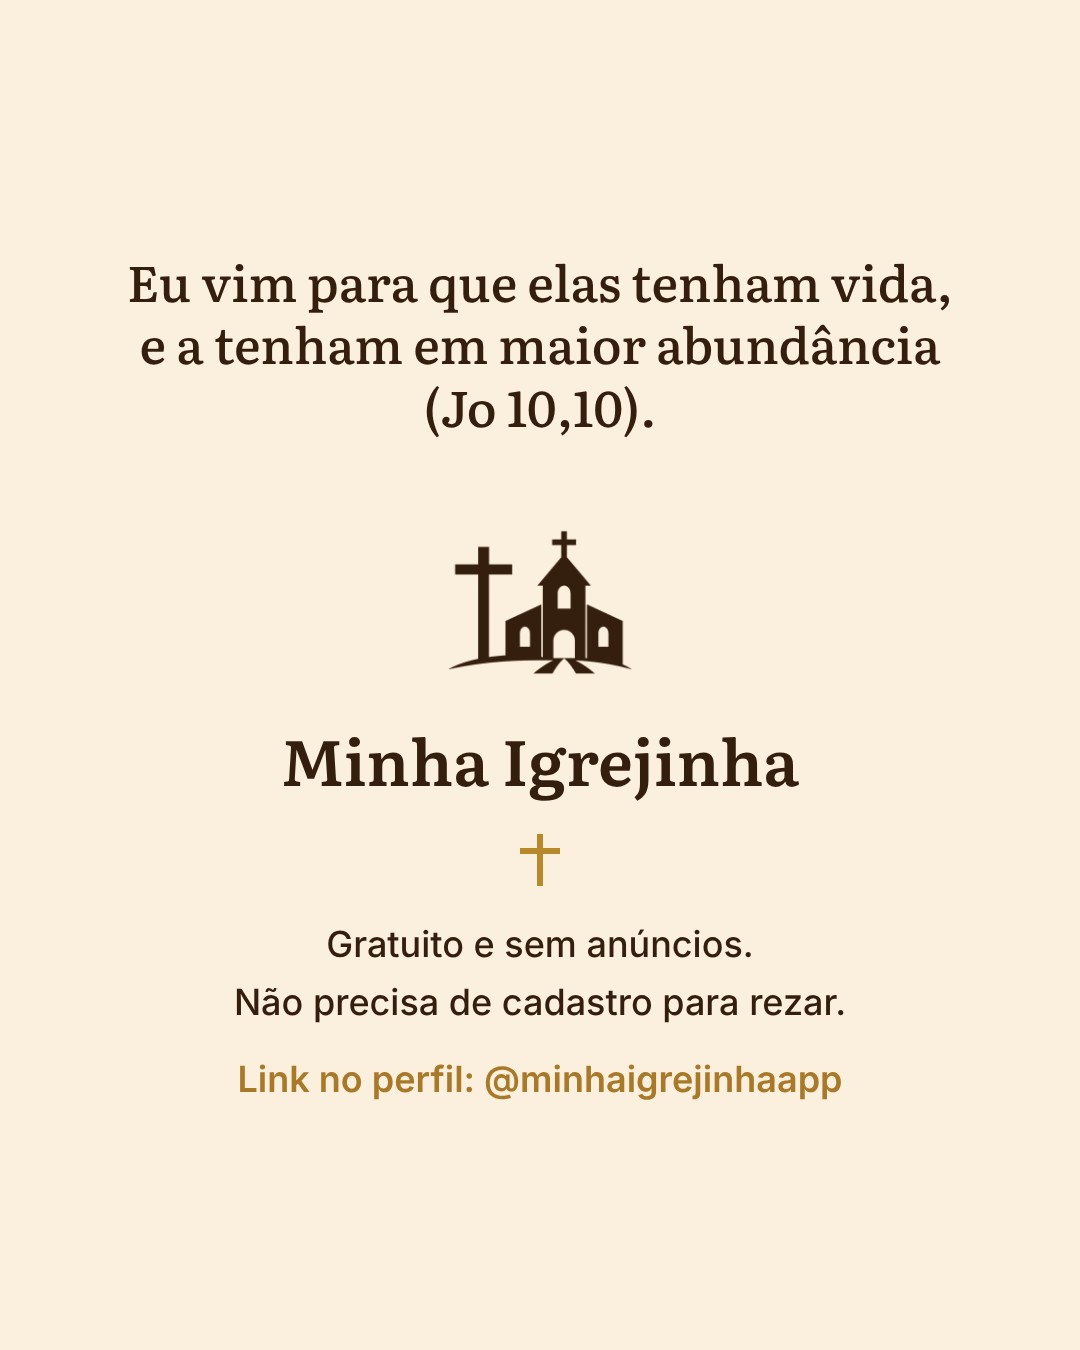 Eu vim para que elas tenham vida,
e a tenham em maior abundância
(Jo 10,10).
Minha Igrejinha
Gratuito e sem anúncios.
Não precisa de cadastro para rezar.
Link no perfil: @minhaigrejinhaapp